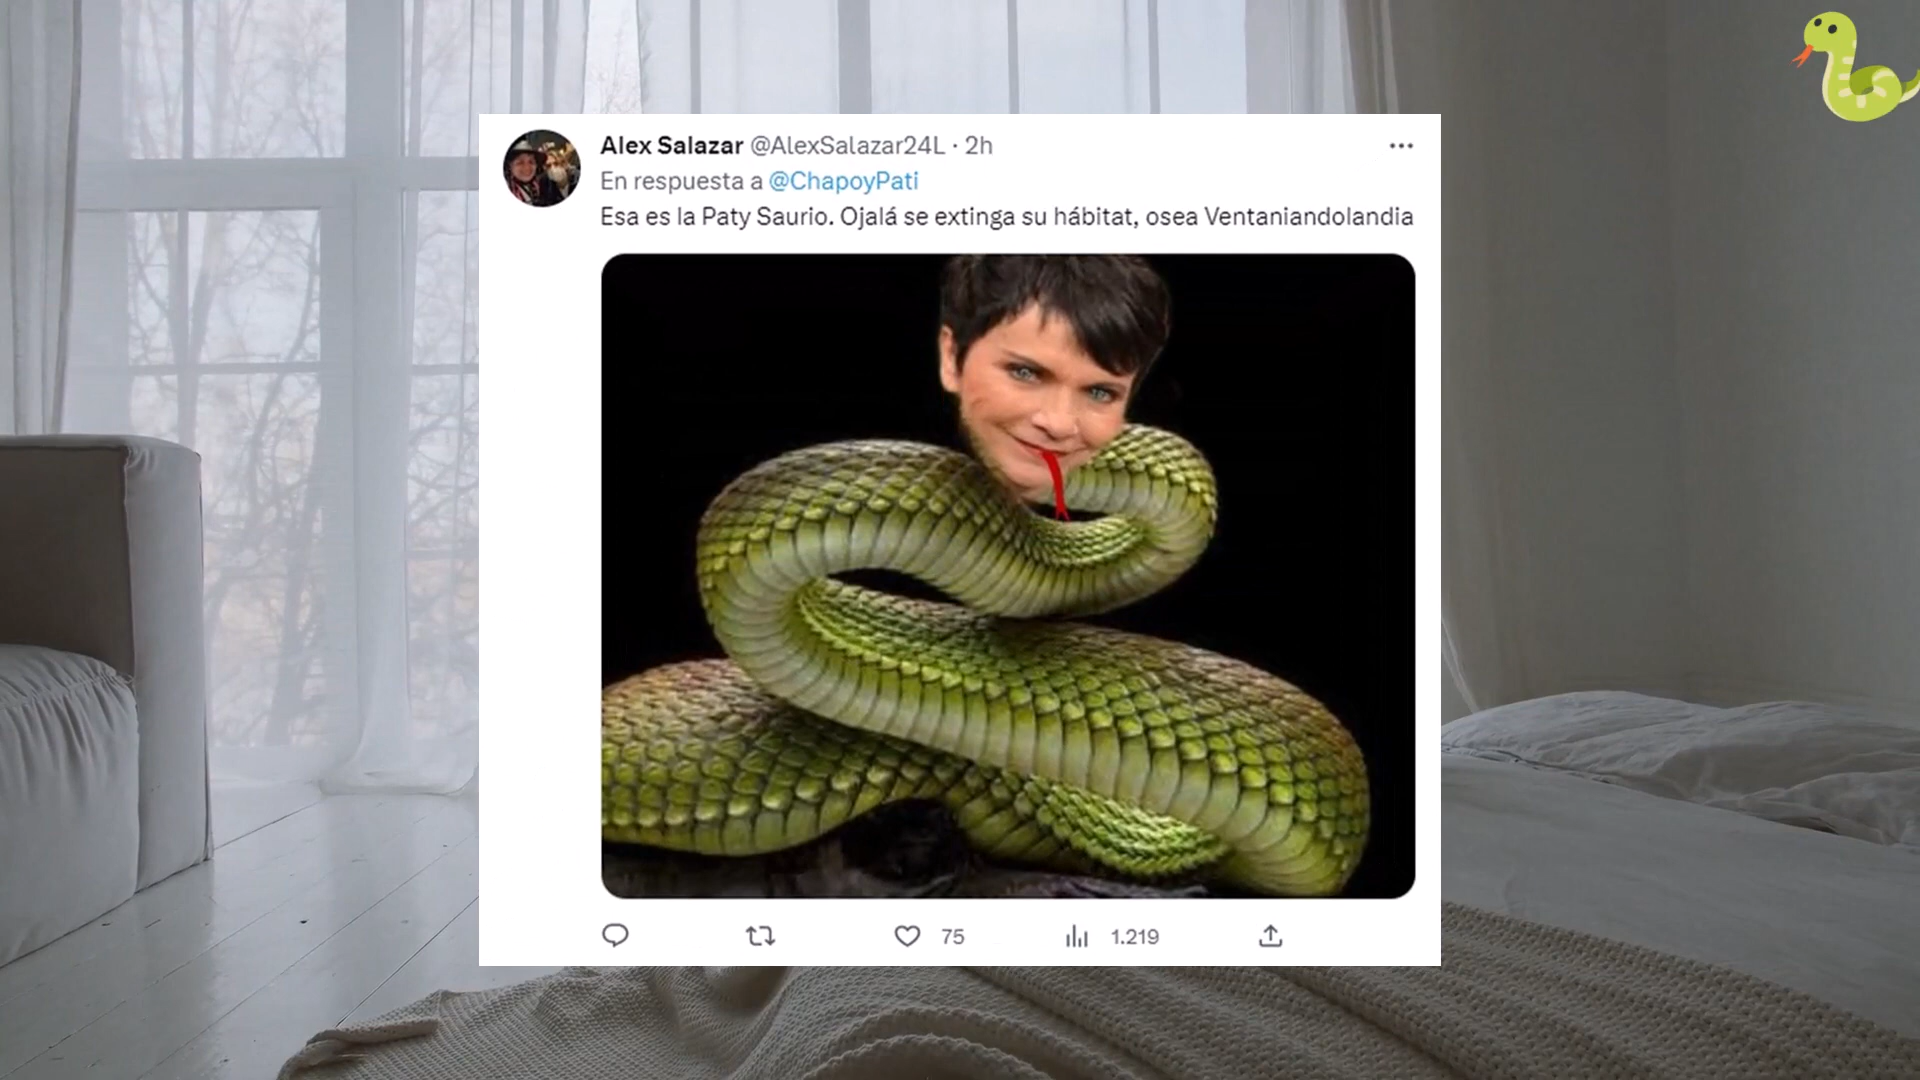 Alex Salazar @AlexSalazar24L · 2h
En respuesta a @ChapoyPati
Esa es la Paty Saurio. Ojalá se extinga su hábitat, osea Ventaniandolandia
75 1.219